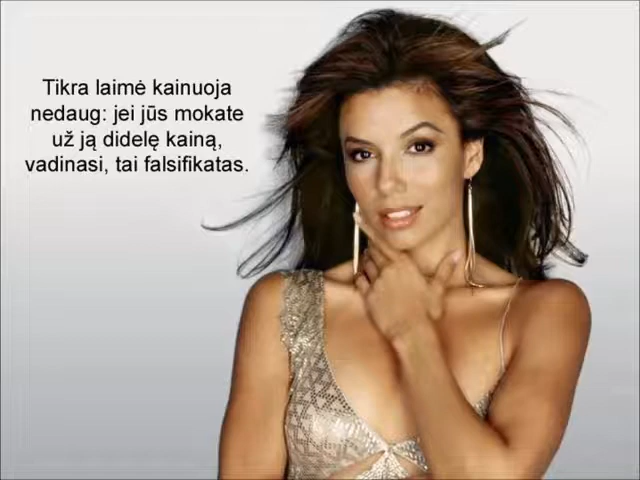 Tikra laimė kainuoja
nedaug: jei jūs mokate
už ją didelę kainą,
vadinasi, tai falsifikatas.